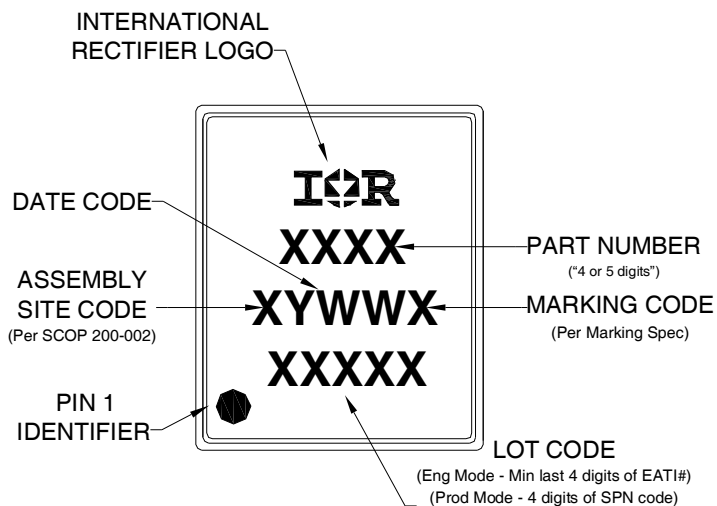 INTERNATIONAL
RECTIFIER LOGO
IOR
DATE CODE
XXXX
PART NUMBER
(“4 or 5 digits”)
ASSEMBLY
SITE CODE
(Per SCOP 200-002)
XYWWX
MARKING CODE
(Per Marking Spec)
XXXXX
PIN 1
IDENTIFIER
LOT CODE
(Eng Mode - Min last 4 digits of EATI#)
(Prod Mode - 4 digits of SPN code)